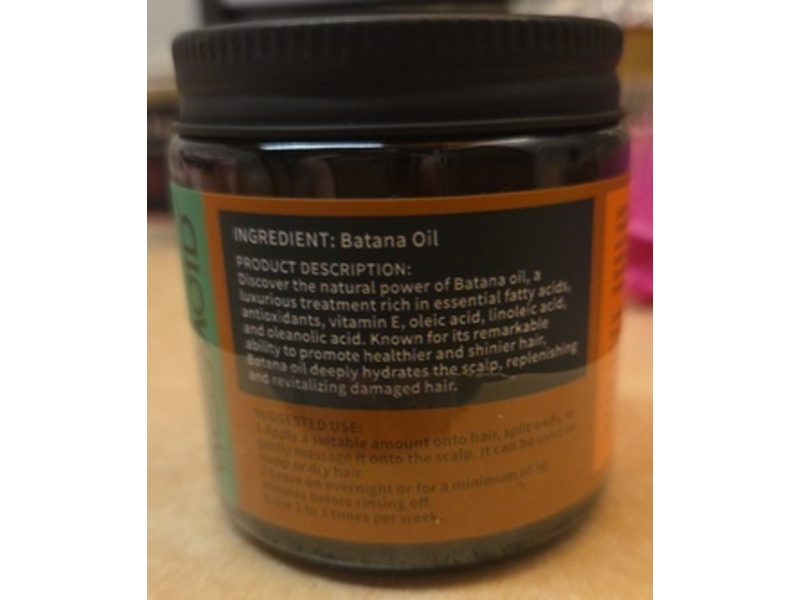 INGREDIENT: Batana Oil
PRODUCT DESCRIPTION:
Discover the natural power of Batana oil, a
luxurious treatment rich in essential fatty acids,
antioxidants, vitamin E, oleic acid, linoleic acid,
and oleanolic acid. Known for its remarkable
ability to promote healthier and shinier hair,
Batana oil deeply hydrates the scalp, replenishing
and revitalizing damaged hair.
SUGGESTED USE:
1.Apply a suitable amount onto hair, split ends, or
gently massage it onto the scalp. It can be used on
damp or dry hair.
2.Leave on overnight or for a minimum of 30
minutes before rinsing off.
3.Use 2 to 3 times per week.